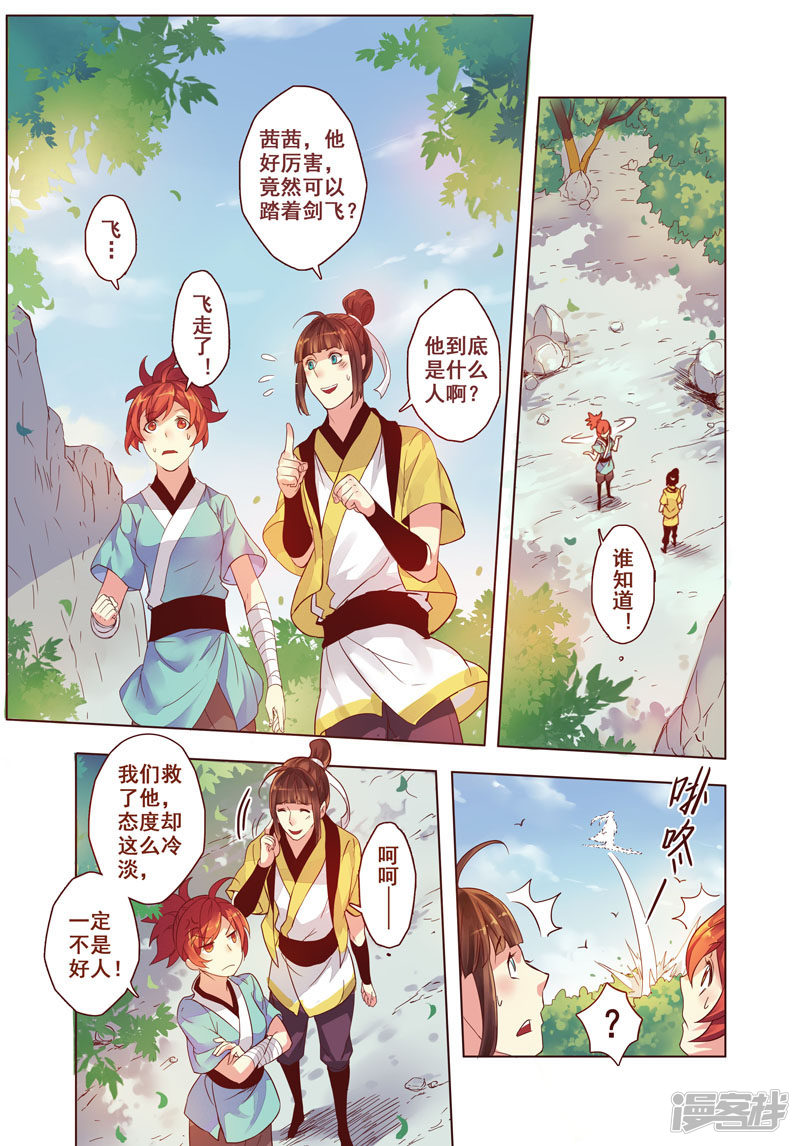 飞…
飞
走
了！
茜茜，他
好厉害，
竟然可以
踏着剑飞？
他到底
是什么
人啊？
谁知
道！
我们救
了他，
态度却
这么冷
淡，
一定是
不好人！
呵呵
——
咻
？
漫客栈